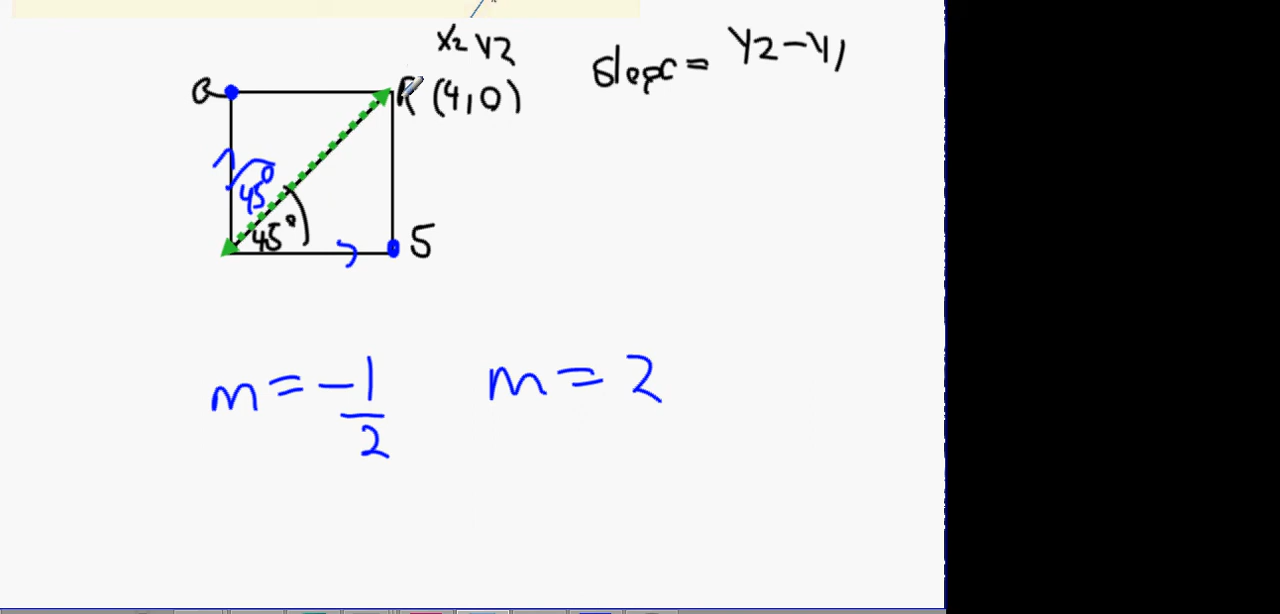 x2 y2
Slope = y2-y1
Q
R (4,0)
45°
45°
S
m = -1/2
m = 2